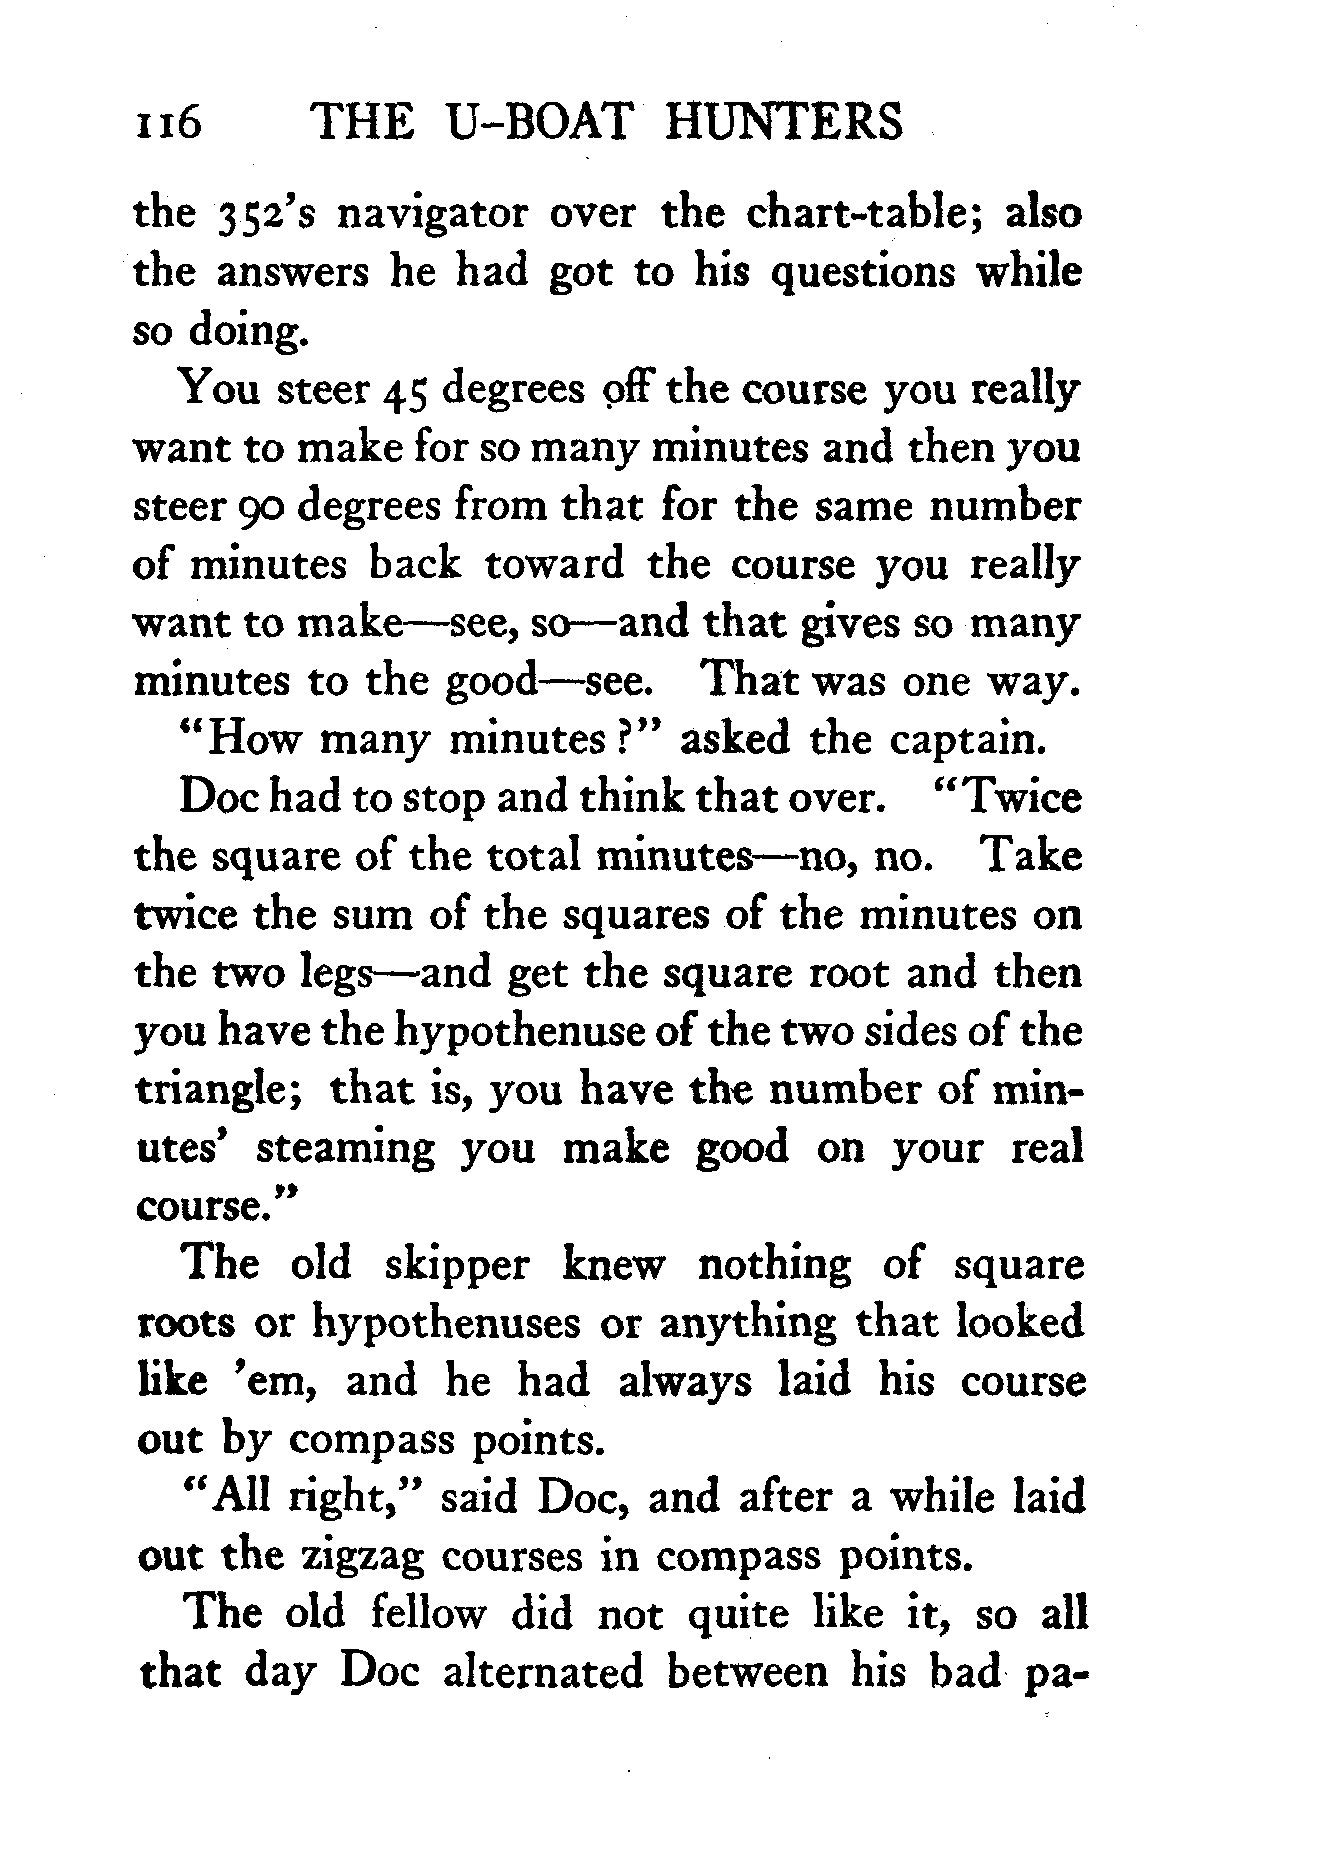 116 THE U-BOAT HUNTERS
the 352's navigator over the chart-table; also
the answers he had got to his questions while
so doing.
You steer 45 degrees off the course you really
want to make for so many minutes and then you
steer 90 degrees from that for the same number
of minutes back toward the course you really
want to make—see, so—and that gives so many
minutes to the good—see. That was one way.
"How many minutes?" asked the captain.
Doc had to stop and think that over. "Twice
the square of the total minutes—no, no. Take
twice the sum of the squares of the minutes on
the two legs—and get the square root and then
you have the hypothenuse of the two sides of the
triangle; that is, you have the number of min-
utes' steaming you make good on your real
course."
The old skipper knew nothing of square
roots or hypothenuses or anything that looked
like 'em, and he had always laid his course
out by compass points.
"All right," said Doc, and after a while laid
out the zigzag courses in compass points.
The old fellow did not quite like it, so all
that day Doc alternated between his bad pa-